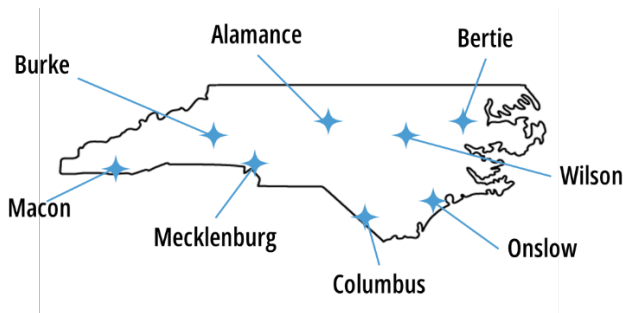 Alamance
Bertie
Burke
Wilson
Macon
Mecklenburg
Onslow
Columbus